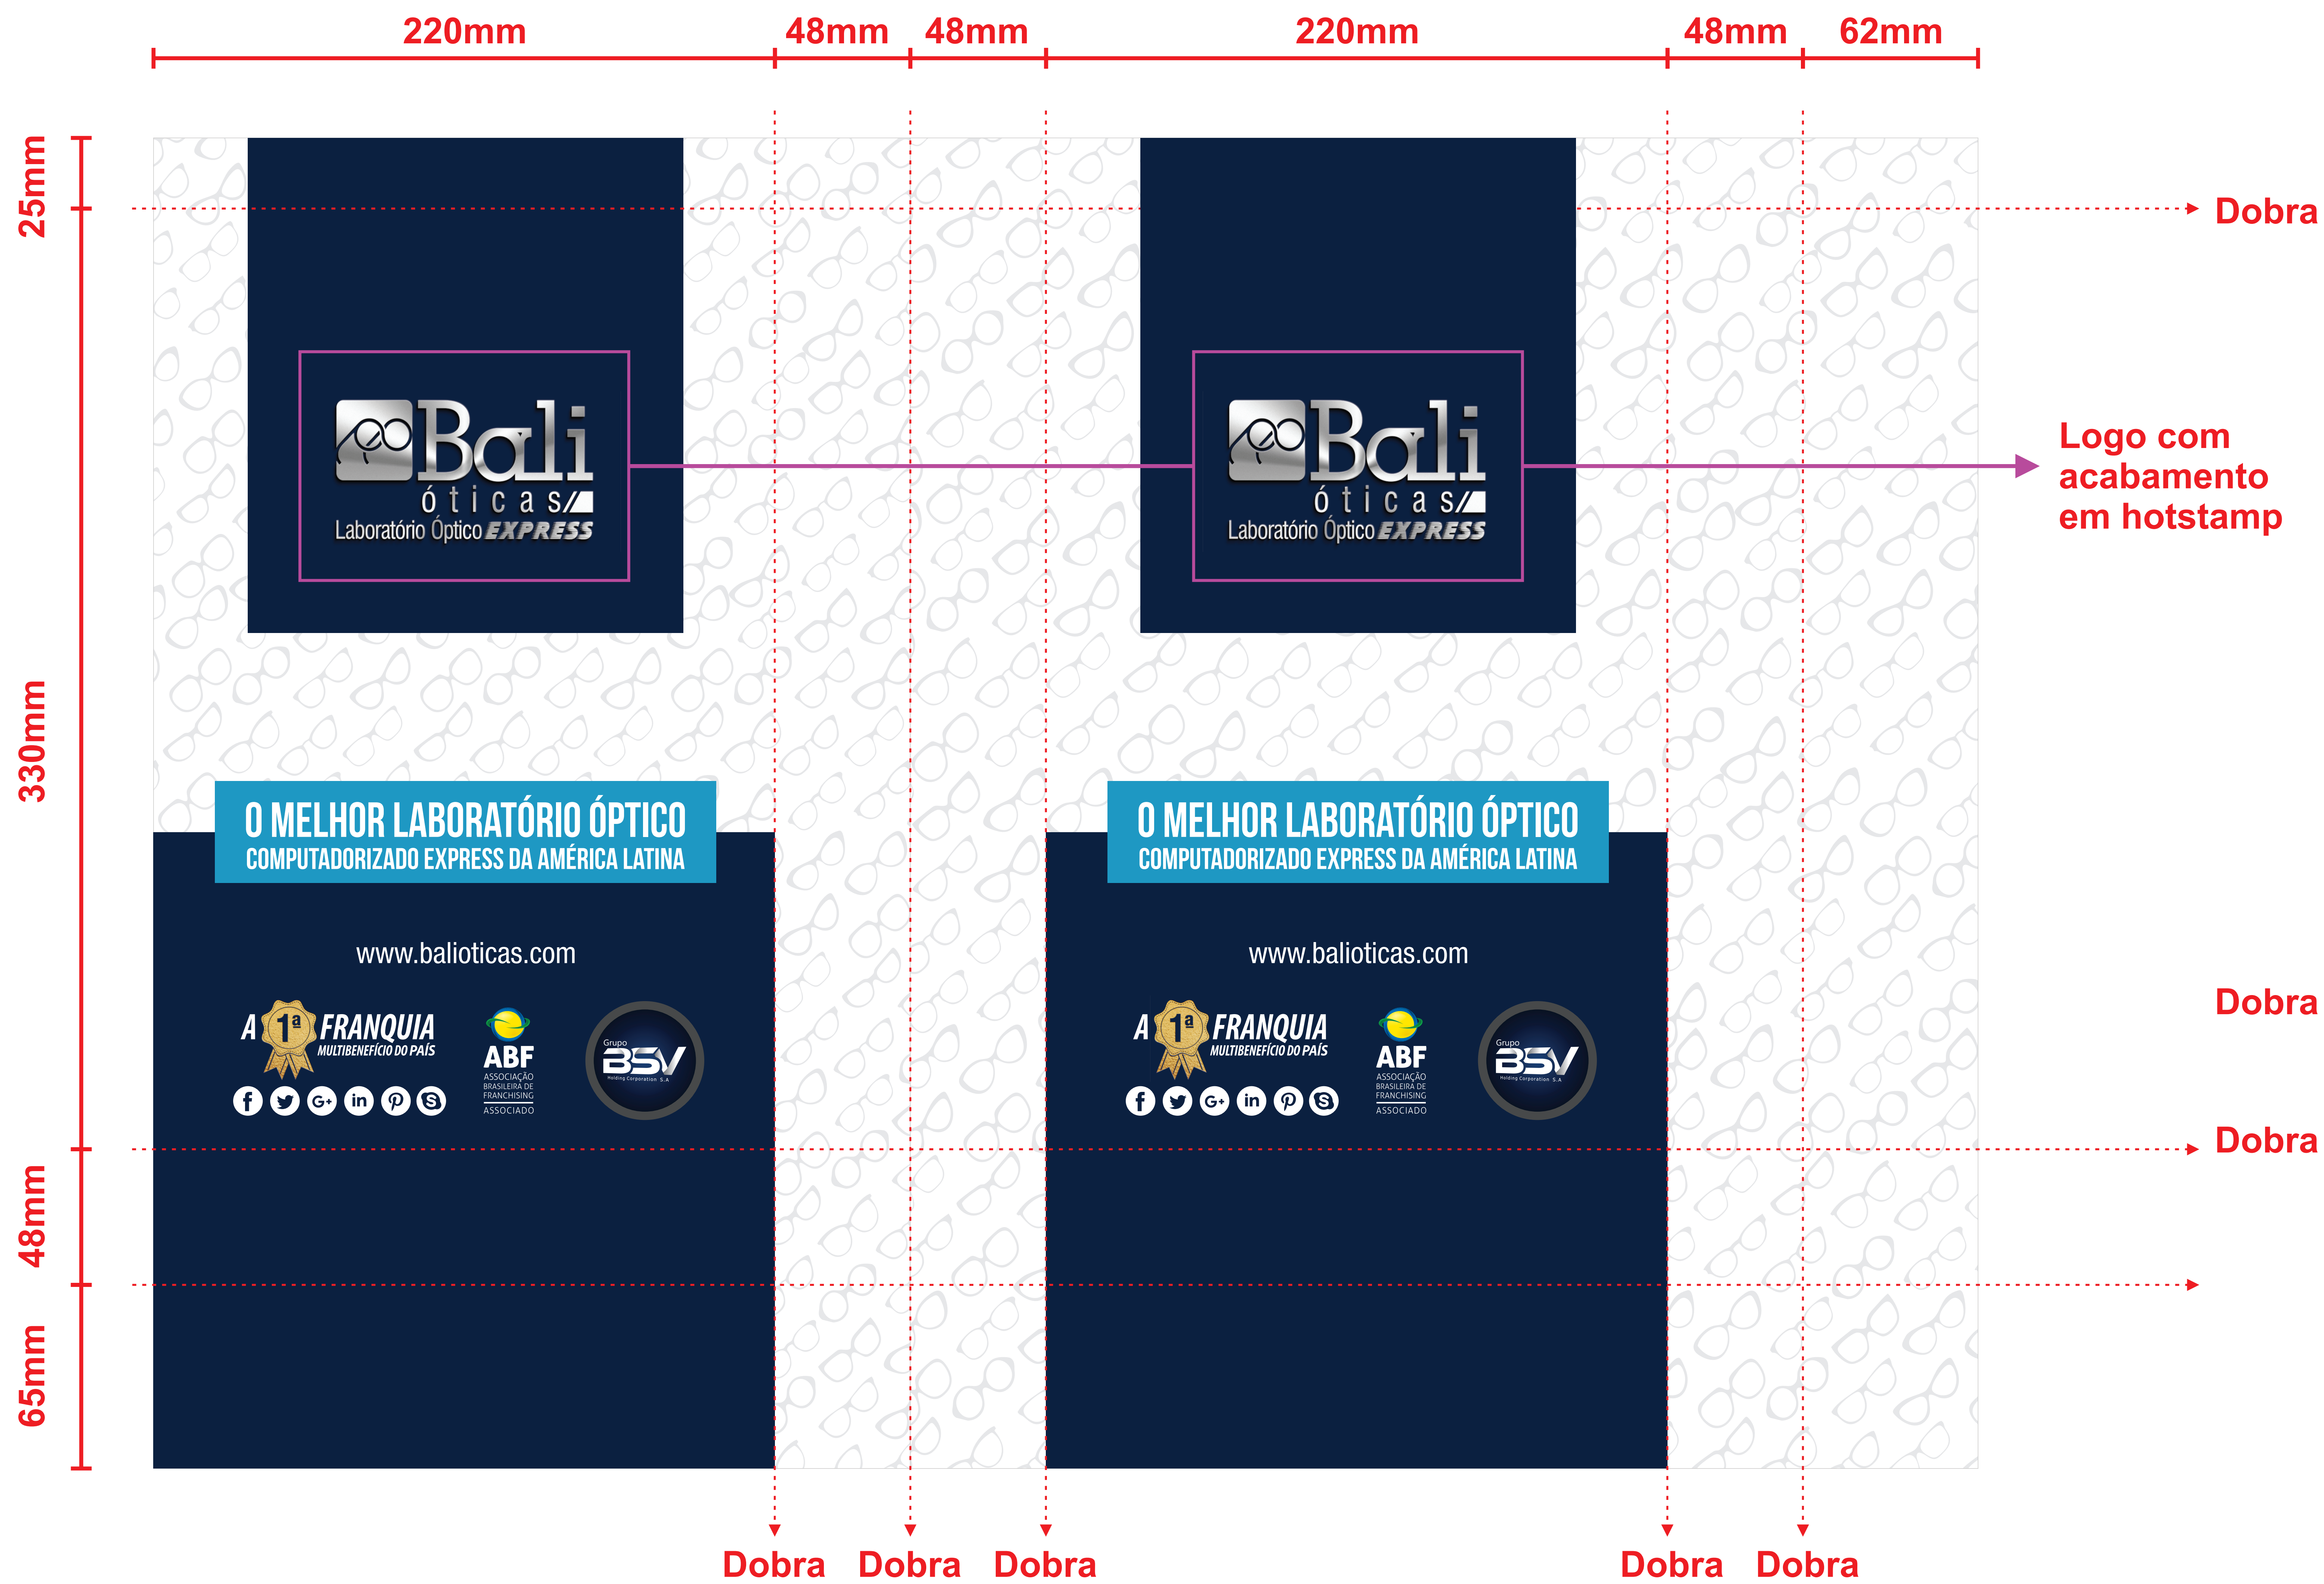 220mm
48mm
48mm
220mm
48mm
62mm
25mm
Dobra
Bali
óticas
Laboratório Óptico EXPRESS
Bali
óticas
Laboratório Óptico EXPRESS
Logo com
acabamento
em hotstamp
330mm
O MELHOR LABORATÓRIO ÓPTICO
COMPUTADORIZADO EXPRESS DA AMÉRICA LATINA
www.balioticas.com
A 1ª FRANQUIA
MULTIBENEFÍCIO DO PAÍS
ABF
ASSOCIAÇÃO
BRASILEIRA DE
FRANCHISING
ASSOCIADO
Grupo
BSV
Holding Corporation S.A
O MELHOR LABORATÓRIO ÓPTICO
COMPUTADORIZADO EXPRESS DA AMÉRICA LATINA
www.balioticas.com
A 1ª FRANQUIA
MULTIBENEFÍCIO DO PAÍS
ABF
ASSOCIAÇÃO
BRASILEIRA DE
FRANCHISING
ASSOCIADO
Grupo
BSV
Holding Corporation S.A
Dobra
Dobra
48mm
65mm
Dobra
Dobra
Dobra
Dobra
Dobra